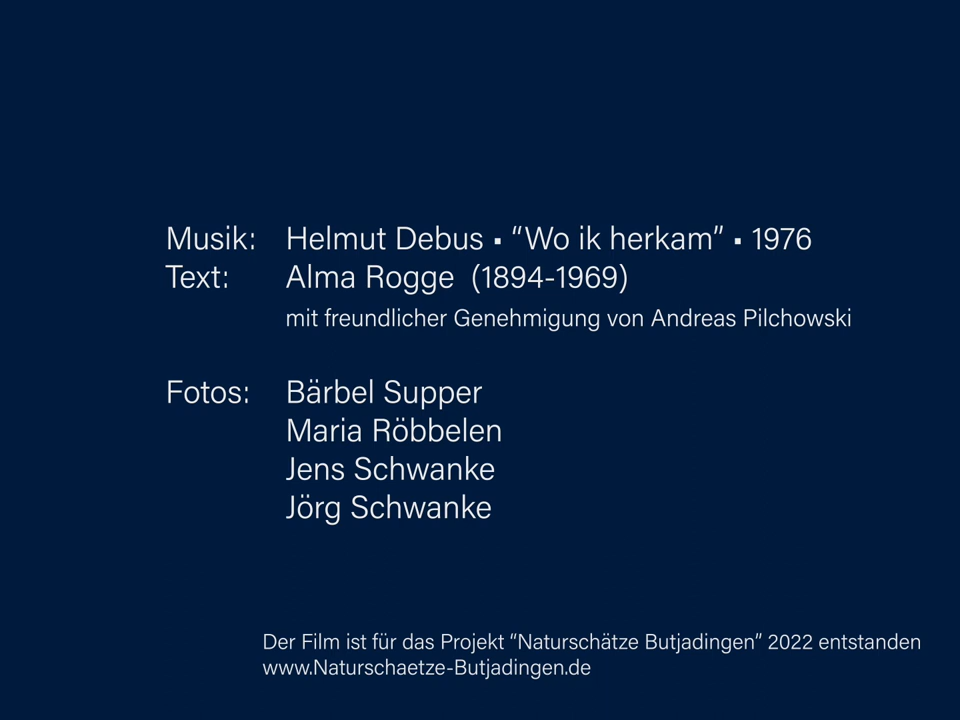 Musik: Helmut Debus ▪ “Wo ik herkam” ▪ 1976
Text: Alma Rogge (1894-1969)
mit freundlicher Genehmigung von Andreas Pilchowski
Fotos: Bärbel Supper
Maria Röbbelen
Jens Schwanke
Jörg Schwanke
Der Film ist für das Projekt “Naturschätze Butjadingen” 2022 entstanden
www.Naturschaetze-Butjadingen.de